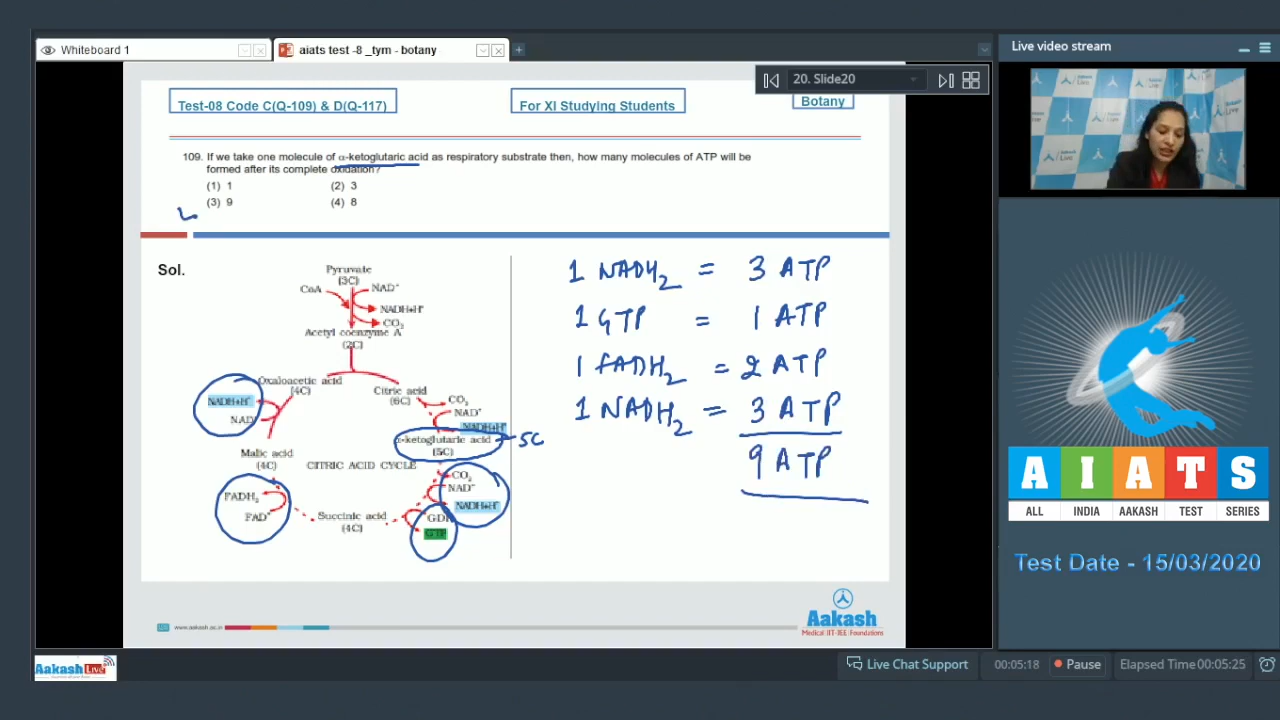 Whiteboard 1
aiats test -8 _tym - botany
Live video stream
20. Slide20
Test-08 Code C(Q-109) & D(Q-117)
For XI Studying Students
Botany
109. If we take one molecule of α-ketoglutaric acid as respiratory substrate then, how many molecules of ATP will be
formed after its complete oxidation?
(1) 1
(2) 3
(3) 9
(4) 8
Sol.
Pyruvate
(3C)
CoA
NAD⁺
NADH+H⁺
CO₂
Acetyl coenzyme A
(2C)
Oxaloacetic acid
(4C)
Citric acid
(6C)
NADH+H⁺
NAD⁺
CO₂
NAD⁺
NADH+H⁺
α-ketoglutaric acid
(5C)
5C
Malic acid
(4C)
CITRIC ACID CYCLE
CO₂
NAD⁺
NADH+H⁺
FADH₂
FAD⁺
Succinic acid
(4C)
GDP
GTP
1 NADH₂ = 3 ATP
1 GTP = 1 ATP
1 FADH₂ = 2 ATP
1 NADH₂ = 3 ATP
9 ATP
www.aakash.ac.in
Aakash
Medical|IIT-JEE|Foundations
A I A T S
ALL INDIA AAKASH TEST SERIES
Test Date - 15/03/2020
Aakash Live
Live Chat Support
00:05:18
Pause
Elapsed Time 00:05:25